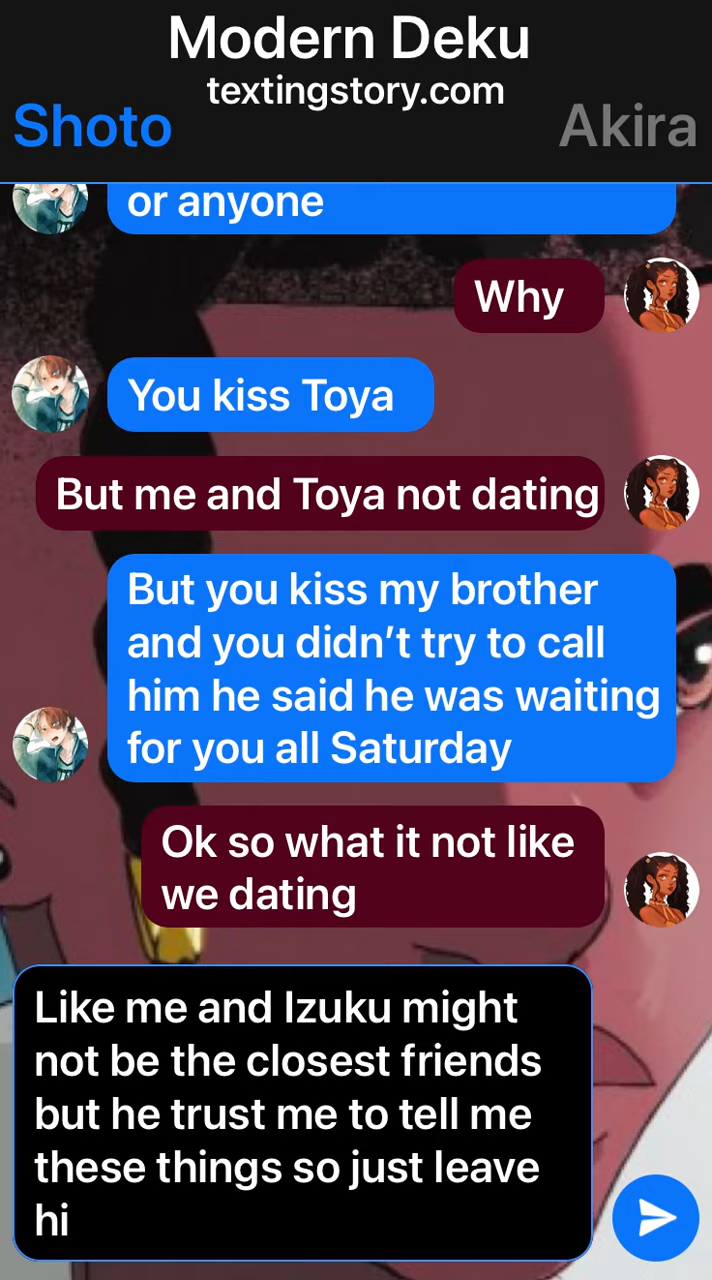 Modern Deku
textingstory.com
Shoto
Akira
or anyone
Why
You kiss Toya
But me and Toya not dating
But you kiss my brother
and you didn’t try to call
him he said he was waiting
for you all Saturday
Ok so what it not like
we dating
Like me and Izuku might
not be the closest friends
but he trust me to tell me
these things so just leave
hi